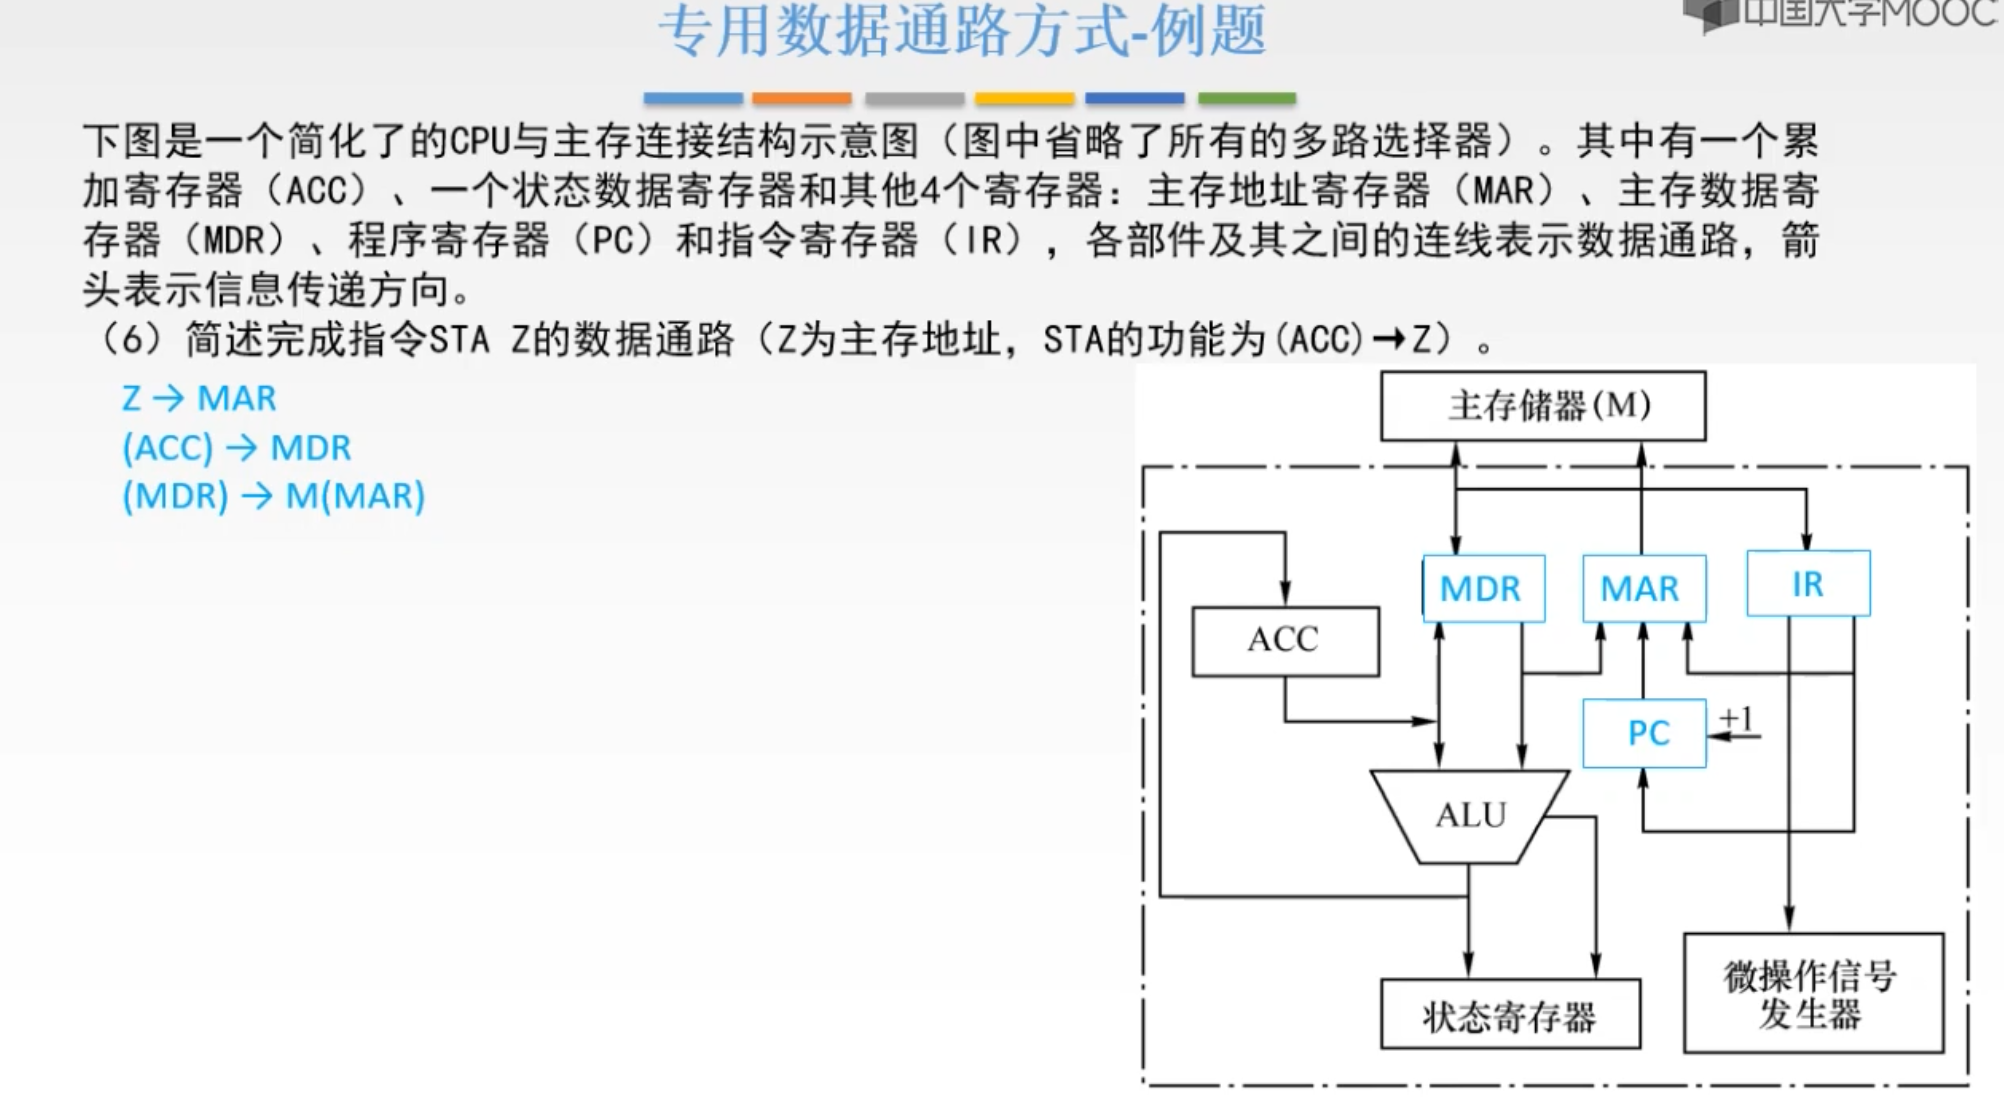 专用数据通路方式-例题
中国大学MOOC
下图是一个简化了的CPU与主存连接结构示意图（图中省略了所有的多路选择器）。其中有一个累
加寄存器（ACC）、一个状态数据寄存器和其他4个寄存器：主存地址寄存器（MAR）、主存数据寄
存器（MDR）、程序寄存器（PC）和指令寄存器（IR），各部件及其之间的连线表示数据通路，箭
头表示信息传递方向。
（6）简述完成指令STA Z的数据通路（Z为主存地址，STA的功能为(ACC)→Z）。
Z → MAR
(ACC) → MDR
(MDR) → M(MAR)
主存储器(M)
MDR
MAR
IR
ACC
PC
+1
ALU
微操作信号
发生器
状态寄存器